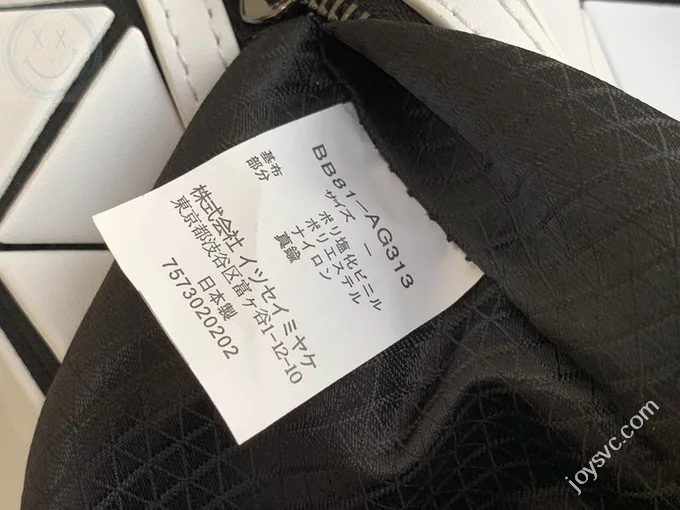 BB81-AG313
サイズ －
基布 ポリ塩化ビニル
部分 ポリエステル
ナイロン
真鍮
株式会社 イッセイミヤケ
東京都渋谷区富ケ谷1-12-10
日本製
7573020202
joysvc.com